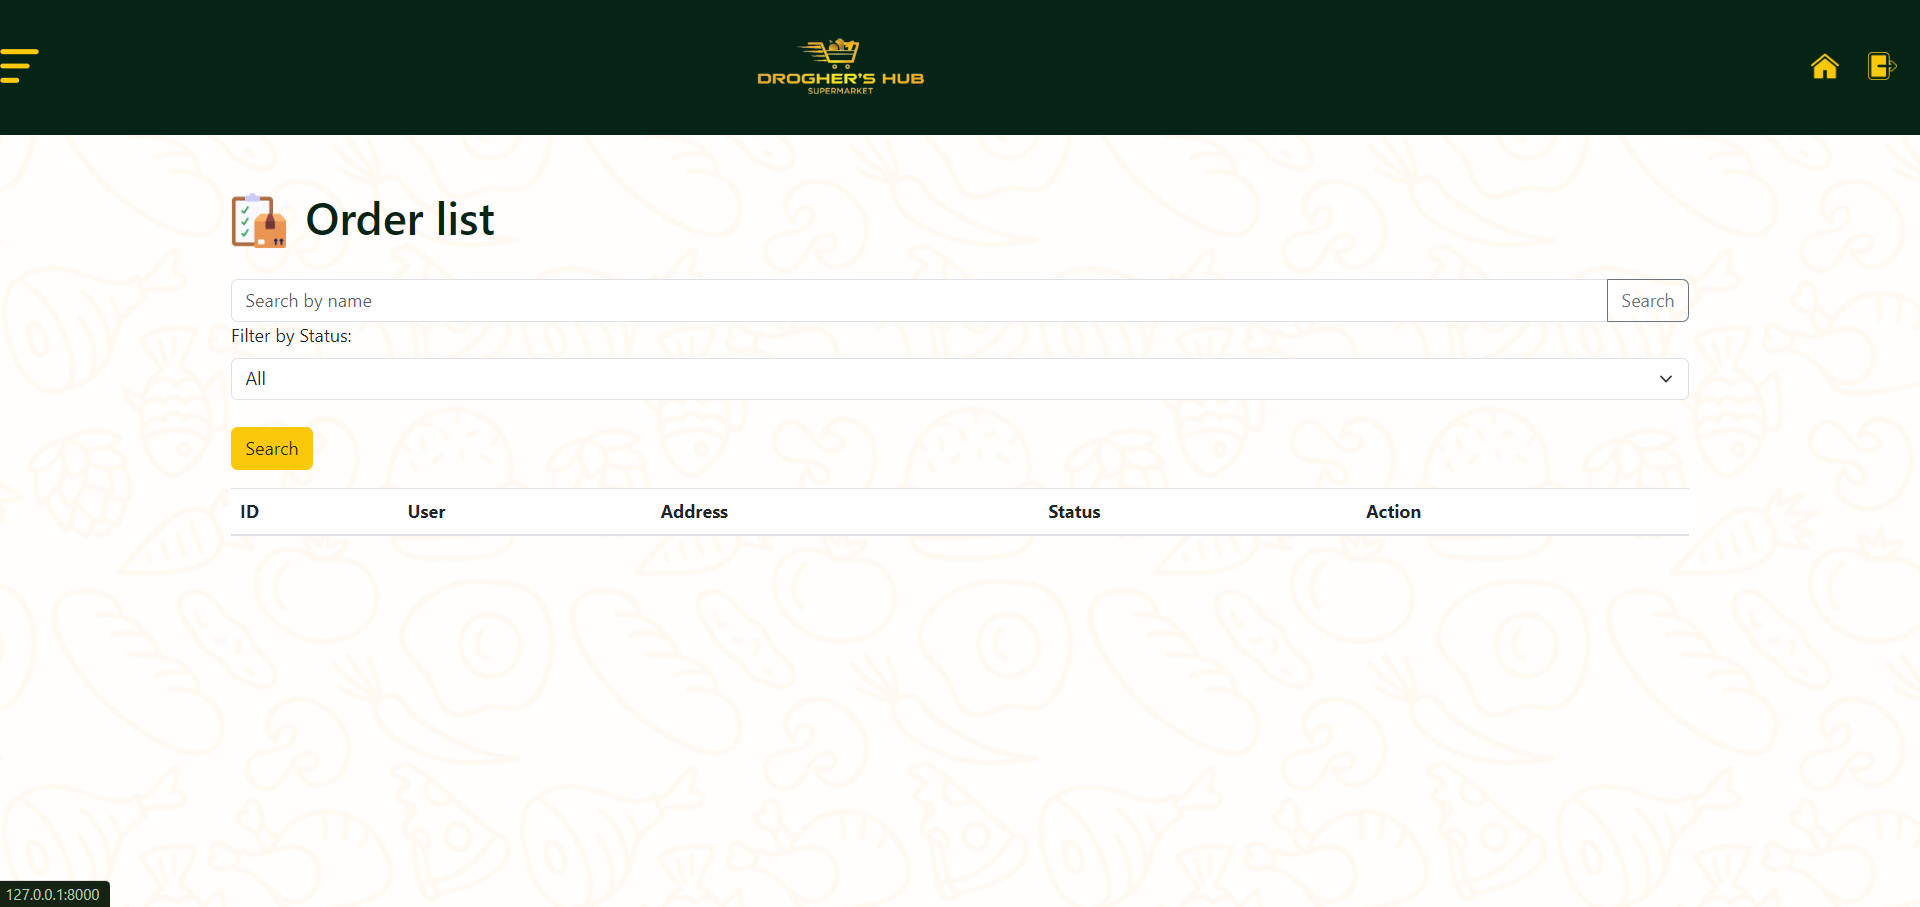 DROGHER'S HUB
SUPERMARKET
Order list
Search by name
Search
Filter by Status:
All
Search
ID User Address Status Action
127.0.0.1:8000